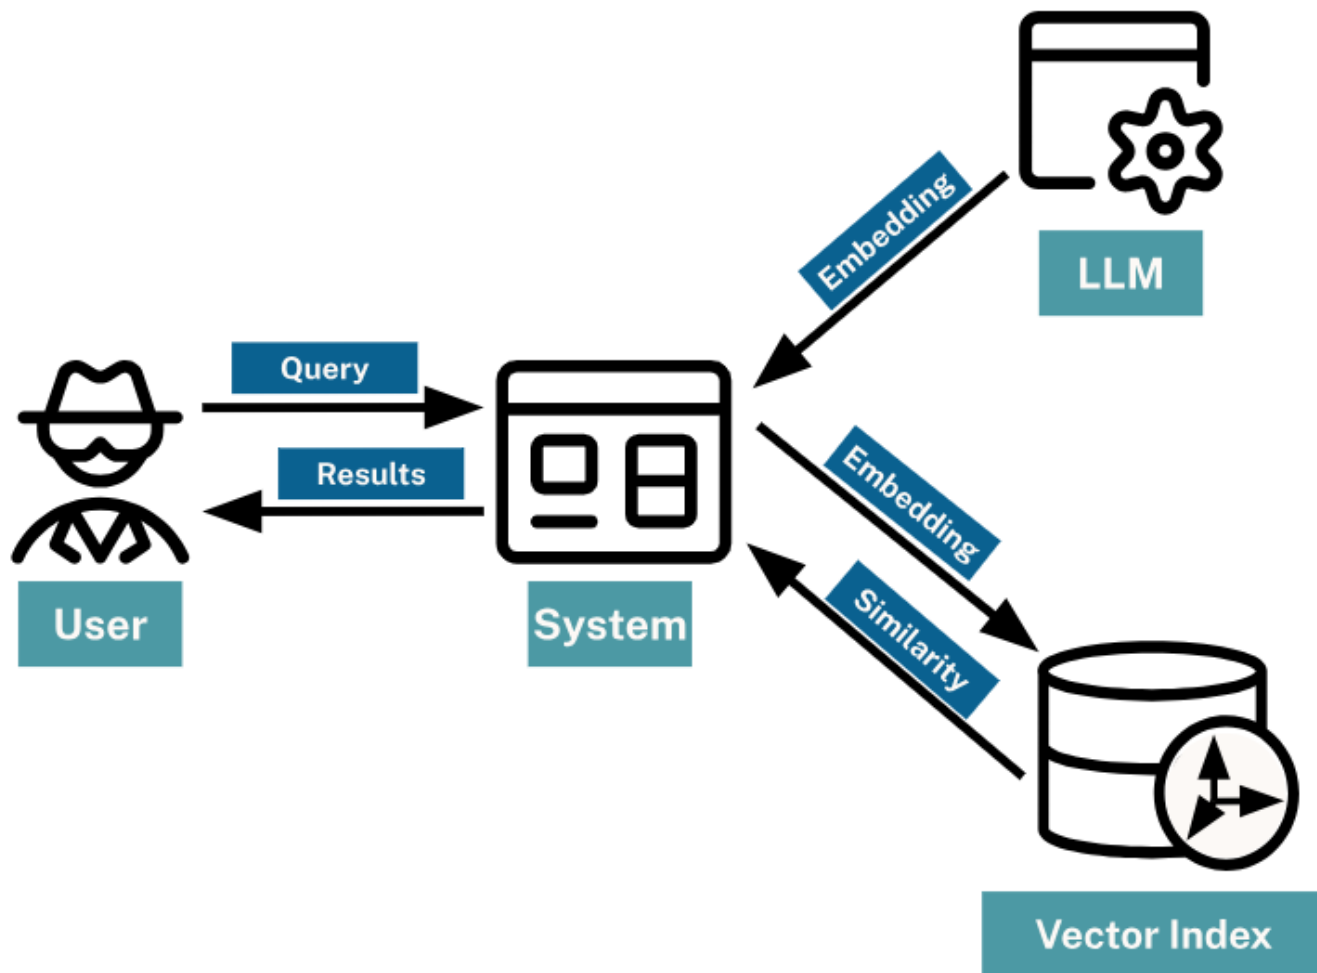 LLM
Embedding
Query
Results
Embedding
Similarity
User
System
Vector Index